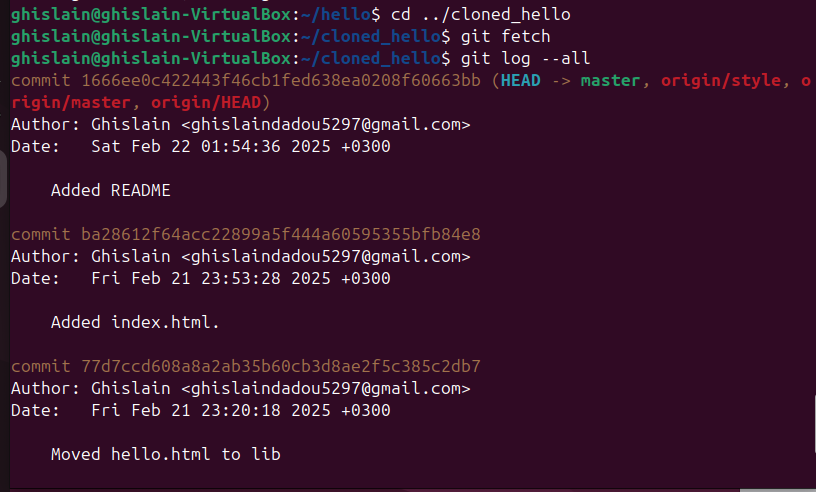 ghislain@ghislain-VirtualBox:~/hello$ cd ../cloned_hello
ghislain@ghislain-VirtualBox:~/cloned_hello$ git fetch
ghislain@ghislain-VirtualBox:~/cloned_hello$ git log --all
commit 1666ee0c422443f46cb1fed638ea0208f60663bb (HEAD -> master, origin/style, o
rigin/master, origin/HEAD)
Author: Ghislain <ghislaindadou5297@gmail.com>
Date:   Sat Feb 22 01:54:36 2025 +0300
    Added README
commit ba28612f64acc22899a5f444a60595355bfb84e8
Author: Ghislain <ghislaindadou5297@gmail.com>
Date:   Fri Feb 21 23:53:28 2025 +0300
    Added index.html.
commit 77d7ccd608a8a2ab35b60cb3d8ae2f5c385c2db7
Author: Ghislain <ghislaindadou5297@gmail.com>
Date:   Fri Feb 21 23:20:18 2025 +0300
    Moved hello.html to lib